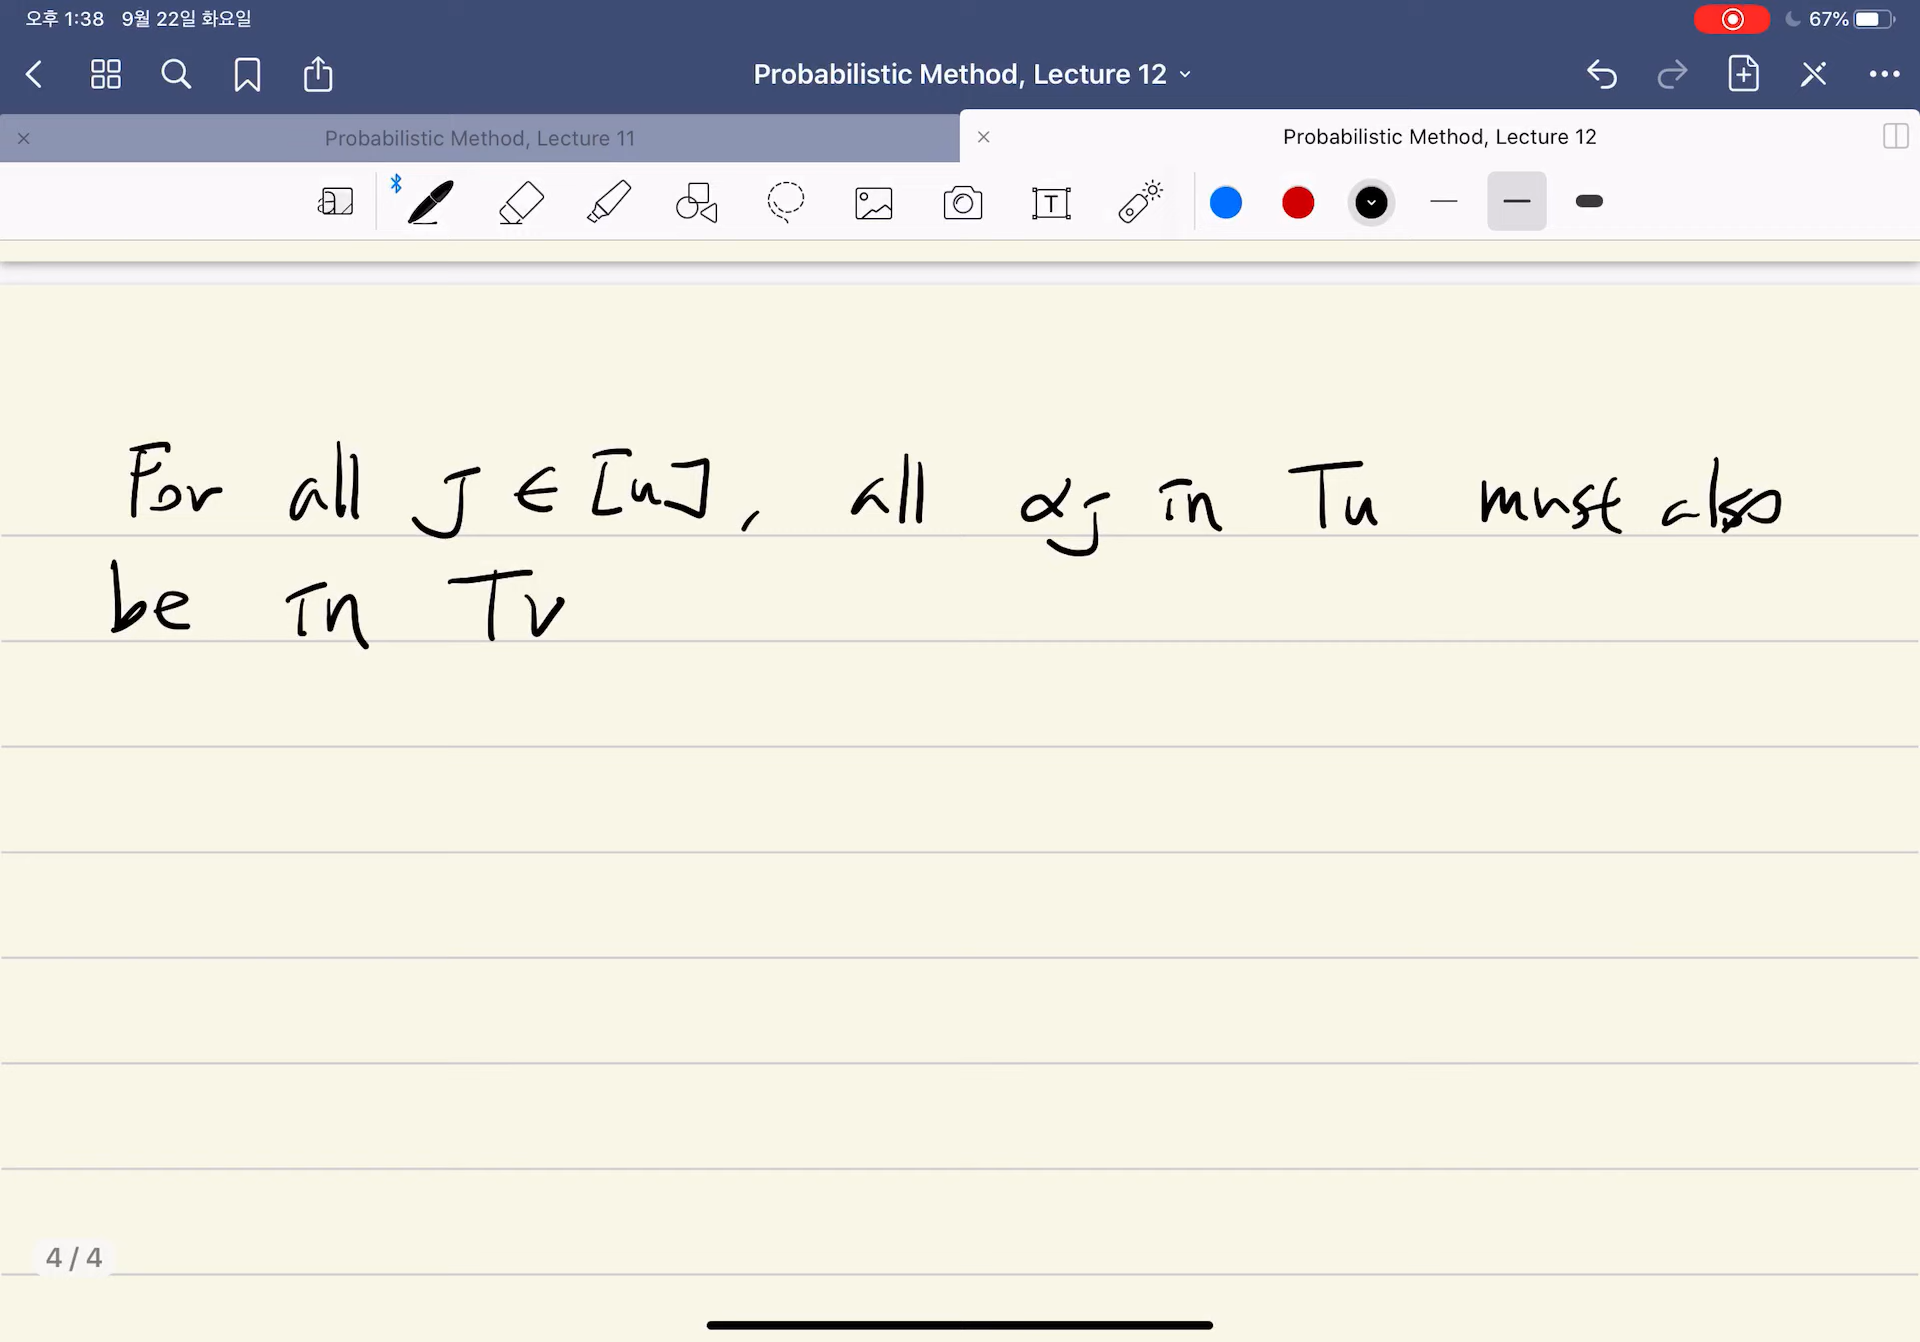 오후 1:38 9월 22일 화요일 67%
Probabilistic Method, Lecture 12
Probabilistic Method, Lecture 11 Probabilistic Method, Lecture 12
For all j ∈ [n], all αj in Tu must also
be in Tv
4 / 4